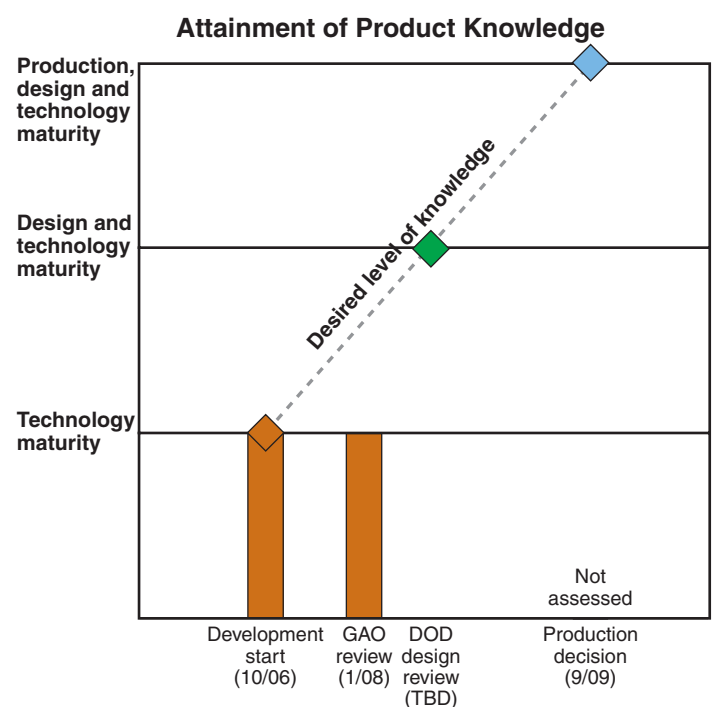 Attainment of Product Knowledge
Production,
design and
technology
maturity
Design and
technology
maturity
Technology
maturity
Desired level of knowledge
Not
assessed
Development
start
(10/06)
GAO
review
(1/08)
DOD
design
review
(TBD)
Production
decision
(9/09)